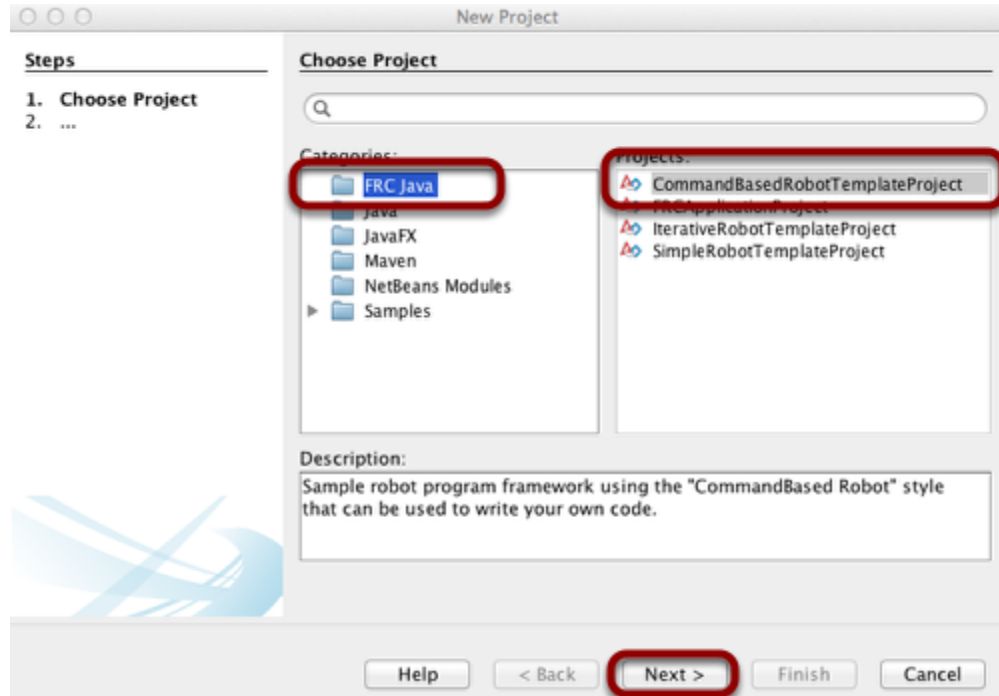 New Project
Steps
1. Choose Project
2. ...
Choose Project
Categories:
FRC Java
Java
JavaFX
Maven
NetBeans Modules
Samples
Projects:
CommandBasedRobotTemplateProject
FRCApplicationProject
IterativeRobotTemplateProject
SimpleRobotTemplateProject
Description:
Sample robot program framework using the "CommandBased Robot" style
that can be used to write your own code.
Help
< Back
Next >
Finish
Cancel